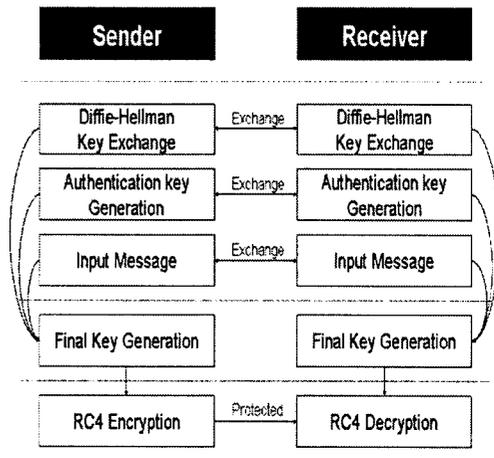 Sender
Receiver
Diffie-Hellman
Key Exchange
Exchange
Diffie-Hellman
Key Exchange
Authentication key
Generation
Exchange
Authentication key
Generation
Input Message
Exchange
Input Message
Final Key Generation
Final Key Generation
RC4 Encryption
Protected
RC4 Decryption